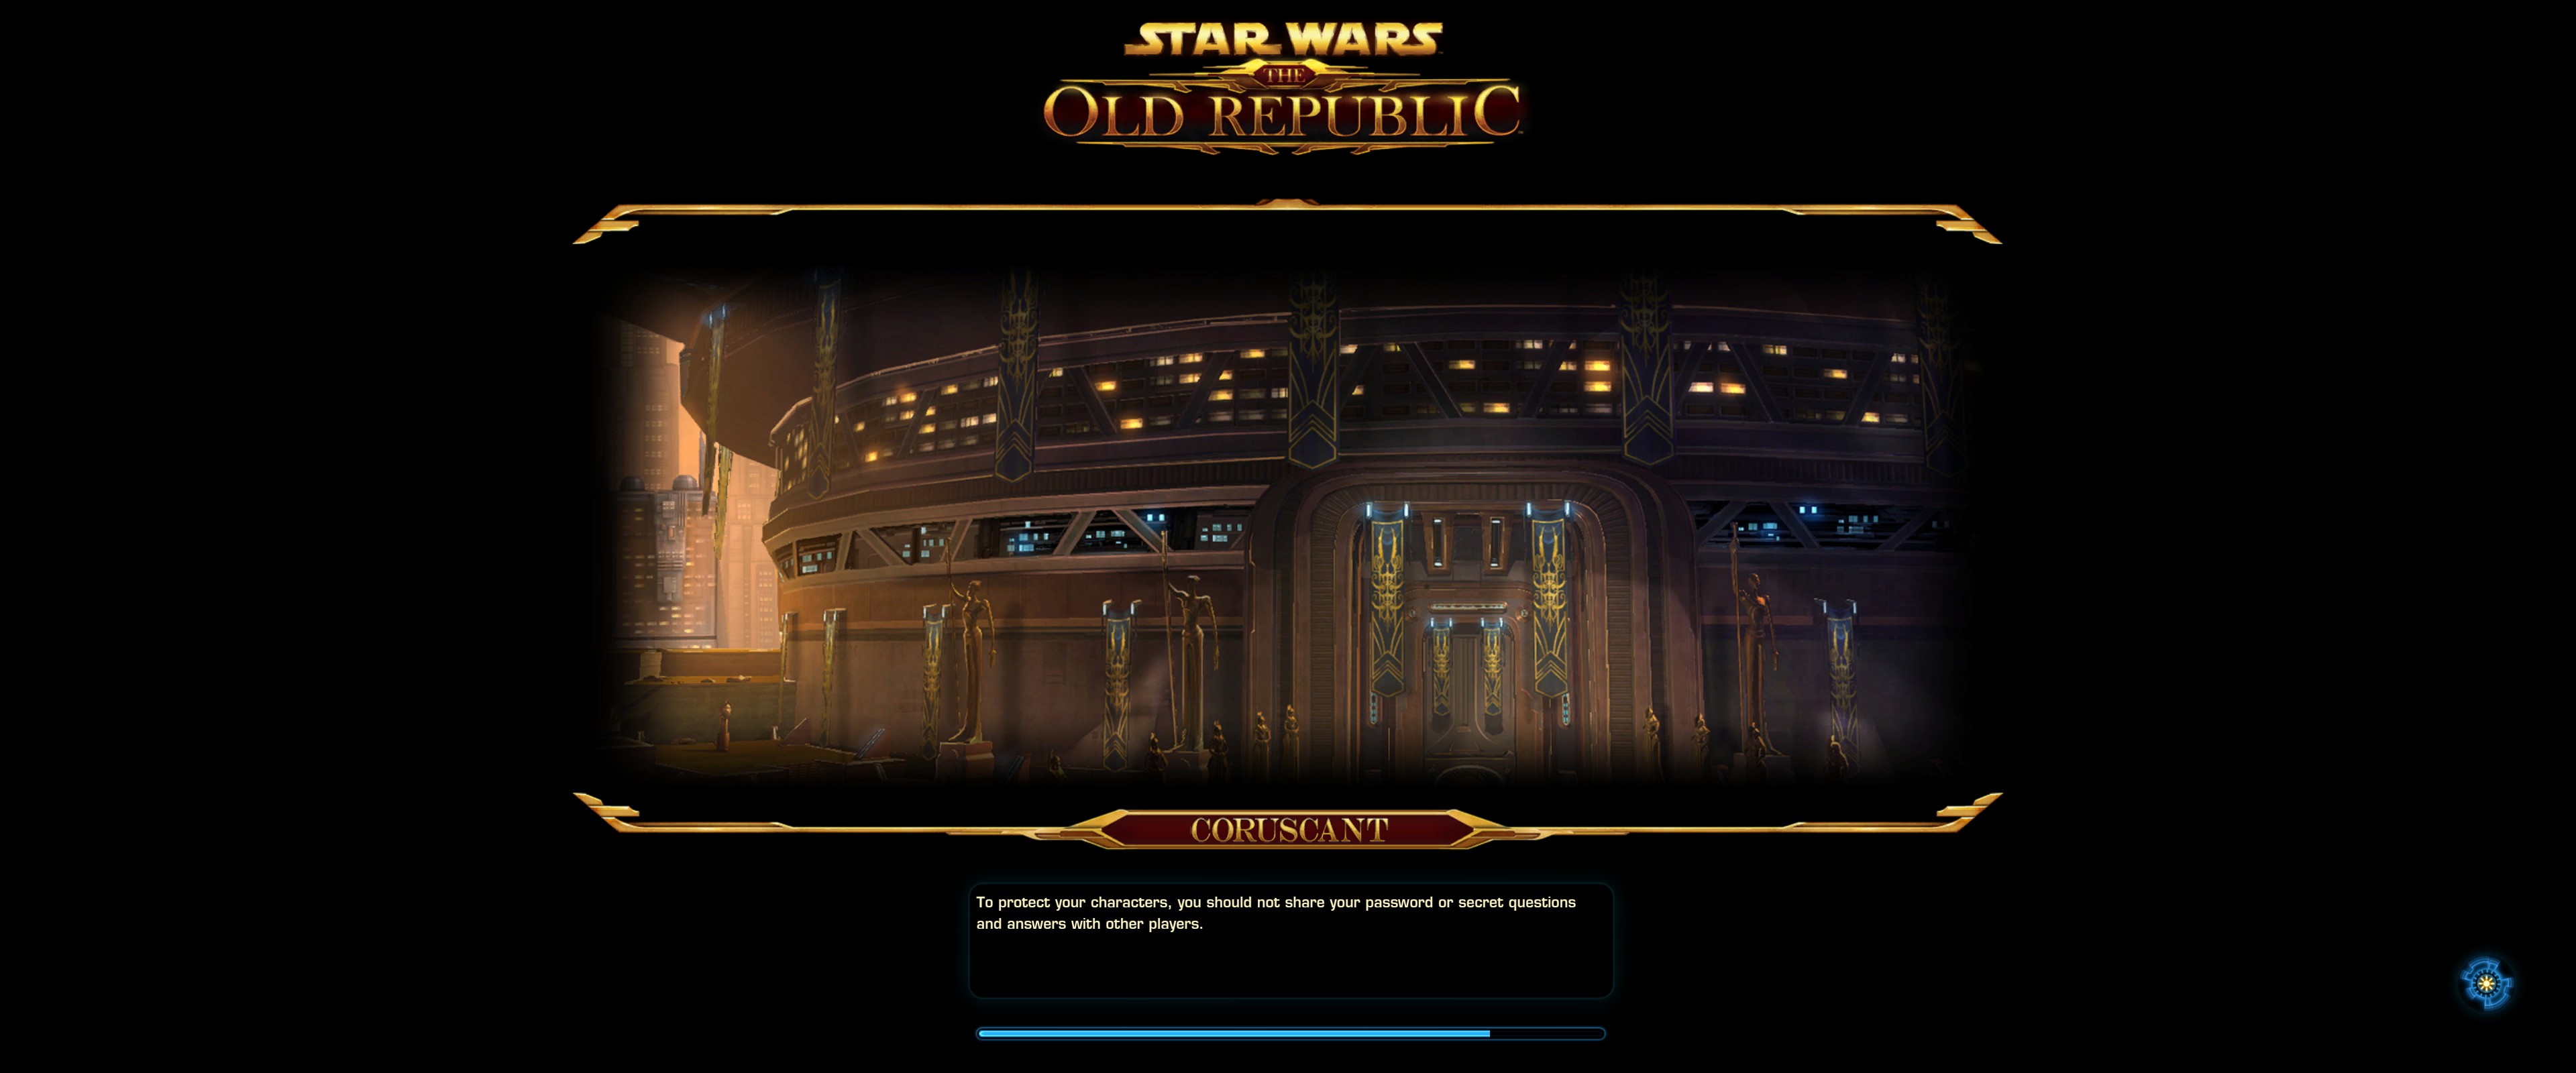 STAR WARS
THE
OLD REPUBLIC
CORUSCANT
To protect your characters, you should not share your password or secret questions
and answers with other players.